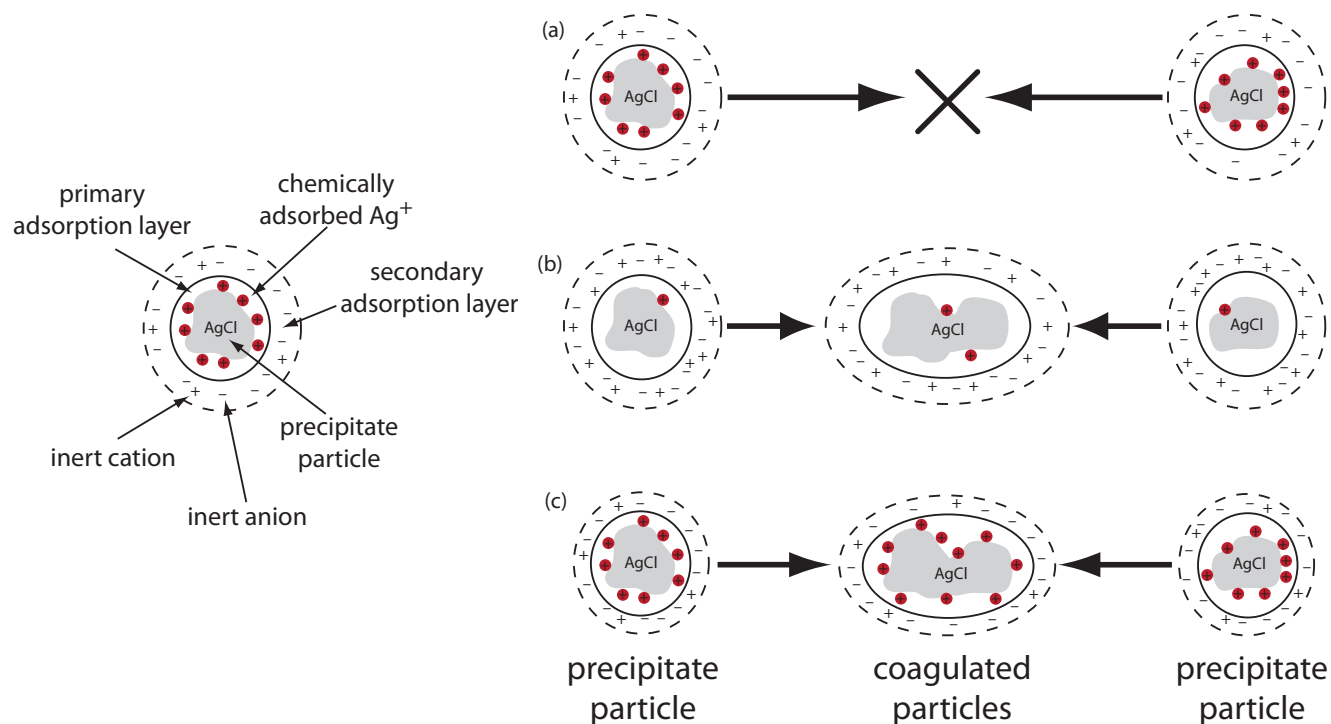 primary
adsorption layer
chemically
adsorbed Ag⁺
secondary
adsorption layer
AgCl
inert cation
precipitate
particle
inert anion
(a)
AgCl
AgCl
(b)
AgCl
AgCl
AgCl
(c)
AgCl
AgCl
AgCl
precipitate
particle
coagulated
particles
precipitate
particle